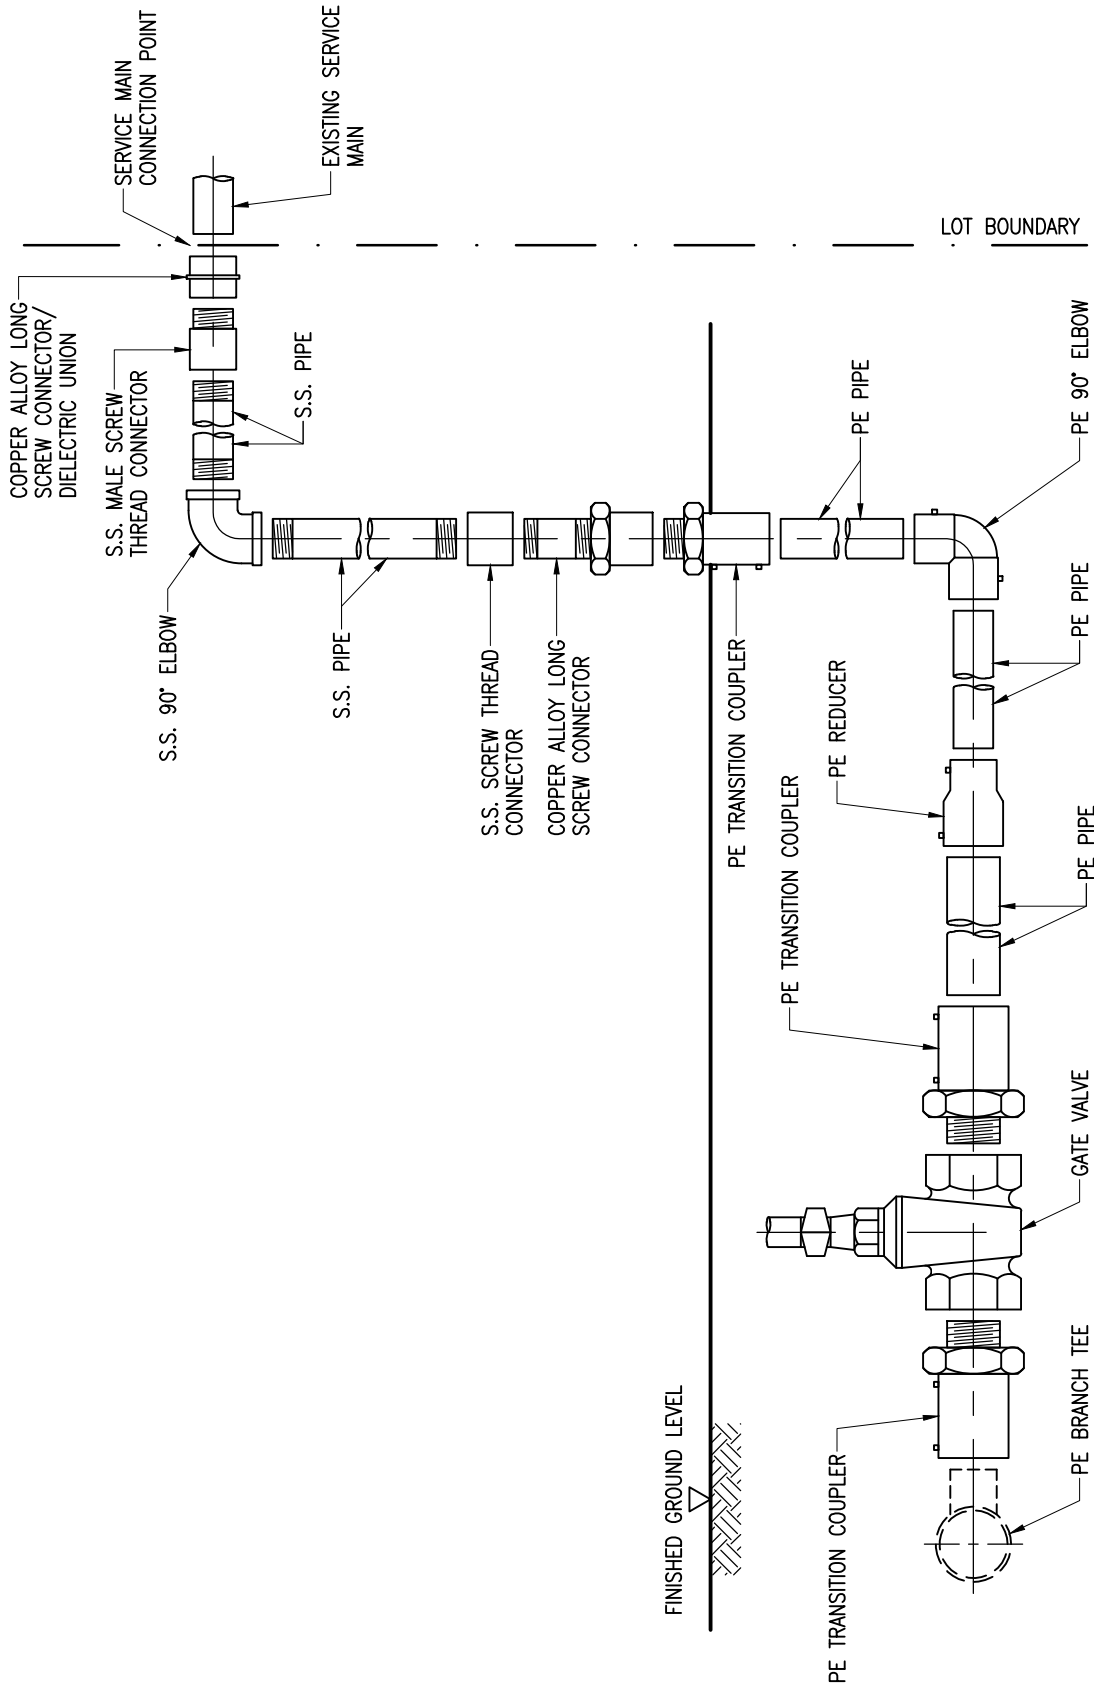 COPPER ALLOY LONG
SCREW CONNECTOR/
DIELECTRIC UNION
SERVICE MAIN
CONNECTION POINT
EXISTING SERVICE
MAIN
S.S. MALE SCREW
THREAD CONNECTOR
S.S. PIPE
S.S. 90° ELBOW
S.S. PIPE
S.S. SCREW THREAD
CONNECTOR
COPPER ALLOY LONG
SCREW CONNECTOR
LOT BOUNDARY
FINISHED GROUND LEVEL
PE TRANSITION COUPLER
PE PIPE
PE 90° ELBOW
PE PIPE
PE REDUCER
PE PIPE
PE TRANSITION COUPLER
GATE VALVE
PE TRANSITION COUPLER
PE BRANCH TEE